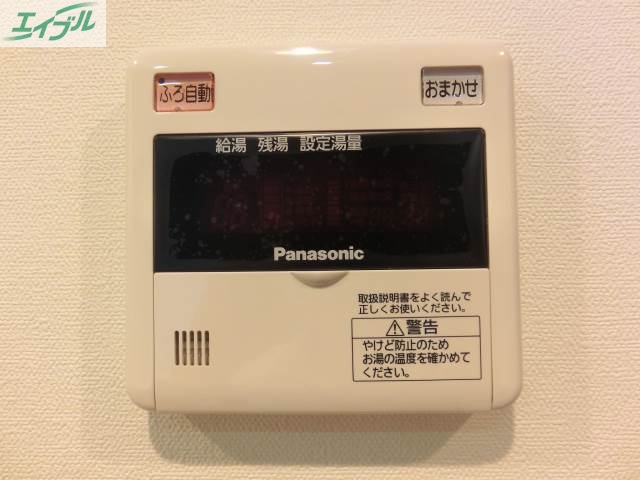 エイブル
ふろ自動
おまかせ
給湯 残湯 設定湯量
Panasonic
取扱説明書をよく読んで
正しくお使いください。
⚠警告
やけど防止のため
お湯の温度を確かめて
ください。